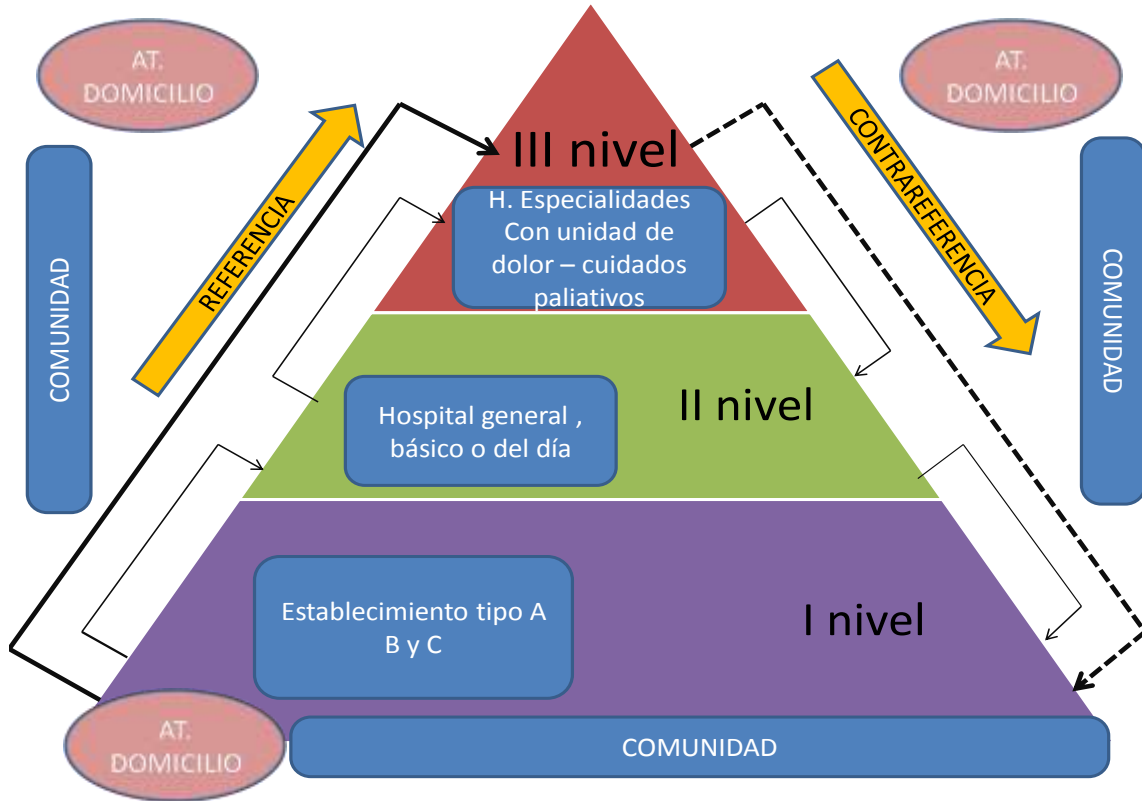 AT.
DOMICILIO
AT.
DOMICILIO
REFERENCIA
CONTRAREFERENCIA
COMUNIDAD
COMUNIDAD
III nivel
H. Especialidades
Con unidad de
dolor – cuidados
paliativos
II nivel
Hospital general ,
básico o del día
I nivel
Establecimiento tipo A
B y C
AT.
DOMICILIO
COMUNIDAD